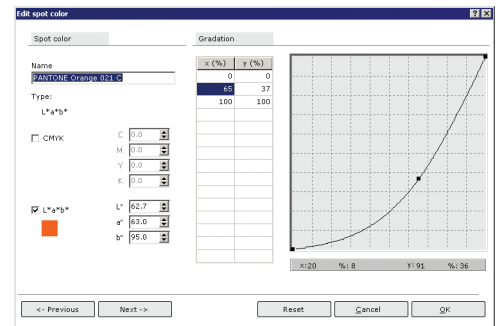 Edit spot color
Spot color
Gradation
Name
PANTONE Orange 021 C
Type:
L*a*b*
CMYK
C 0.0
M 0.0
Y 0.0
K 0.0
L*a*b*
L* 62.7
a* 63.0
b* 95.0
x (%) y (%)
0 0
65 37
100 100
x:20 %: 8 Y: 91 %: 36
<- Previous
Next ->
Reset
Cancel
OK